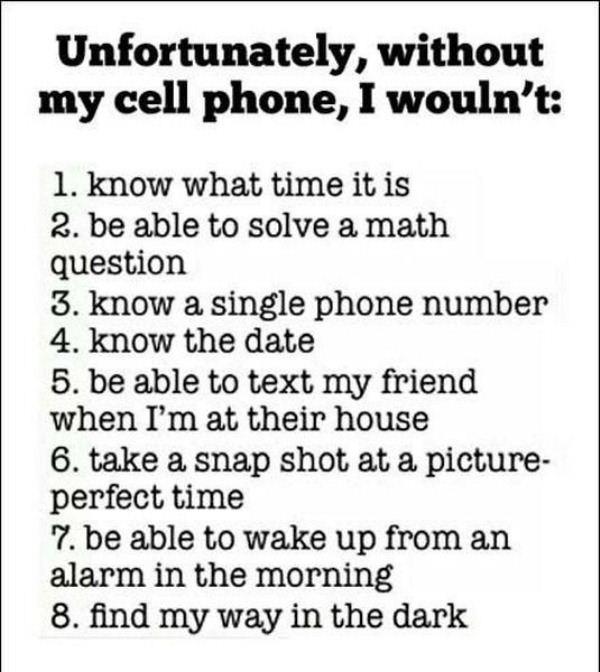 Unfortunately, without
my cell phone, I wouln't:
1. know what time it is
2. be able to solve a math
question
3. know a single phone number
4. know the date
5. be able to text my friend
when I'm at their house
6. take a snap shot at a picture-
perfect time
7. be able to wake up from an
alarm in the morning
8. find my way in the dark